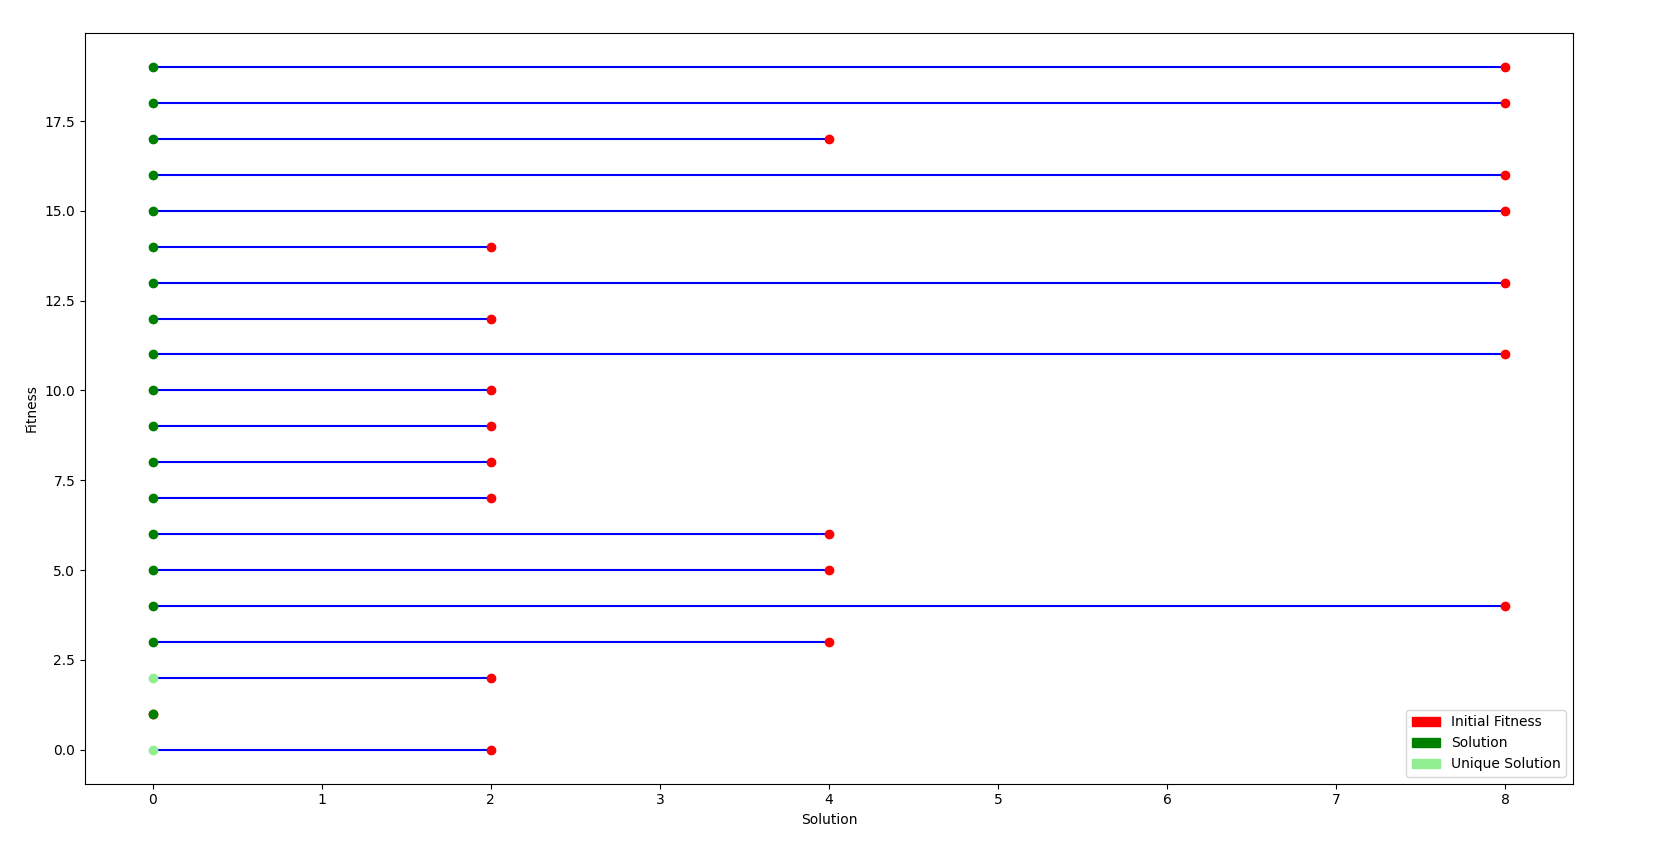 17.5
15.0
12.5
10.0
7.5
5.0
2.5
0.0
Fitness
0 1 2 3 4 5 6 7 8
Solution
Initial Fitness
Solution
Unique Solution